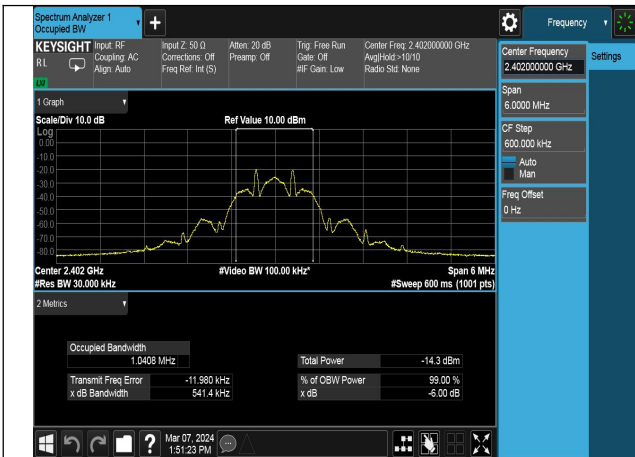 Spectrum Analyzer 1
Occupied BW
Frequency
KEYSIGHT
R L
LXI
Input: RF
Coupling: AC
Align: Auto
Input Z: 50 Ω
Corrections: Off
Freq Ref: Int (S)
Atten: 20 dB
Preamp: Off
Trig: Free Run
Gate: Off
#IF Gain: Low
Center Freq: 2.402000000 GHz
Avg|Hold:>10/10
Radio Std: None
Center Frequency
2.402000000 GHz
Settings
Span
6.0000 MHz
CF Step
600.000 kHz
Auto
Man
Freq Offset
0 Hz
1 Graph
Scale/Div 10.0 dB
Ref Value 10.00 dBm
Log
0.00
-10.0
-20.0
-30.0
-40.0
-50.0
-60.0
-70.0
-80.0
Center 2.402 GHz
#Video BW 100.00 kHz*
Span 6 MHz
#Res BW 30.000 kHz
#Sweep 600 ms (1001 pts)
2 Metrics
Occupied Bandwidth
1.0408 MHz
Total Power
-14.3 dBm
Transmit Freq Error
-11.980 kHz
% of OBW Power
99.00 %
x dB Bandwidth
541.4 kHz
x dB
-6.00 dB
?
Mar 07, 2024
1:51:23 PM